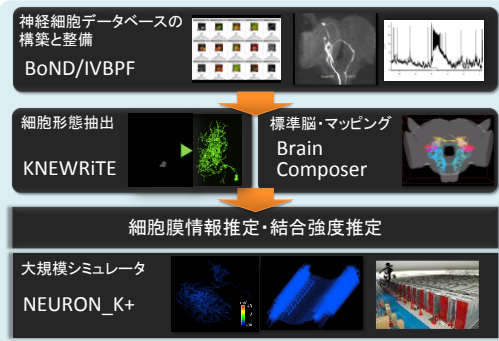 神経細胞データベースの
構築と整備
BoND/IVBPF
細胞形態抽出
KNEWRiTE
標準脳・マッピング
Brain
Composer
細胞膜情報推定・結合強度推定
大規模シミュレータ
NEURON_K+